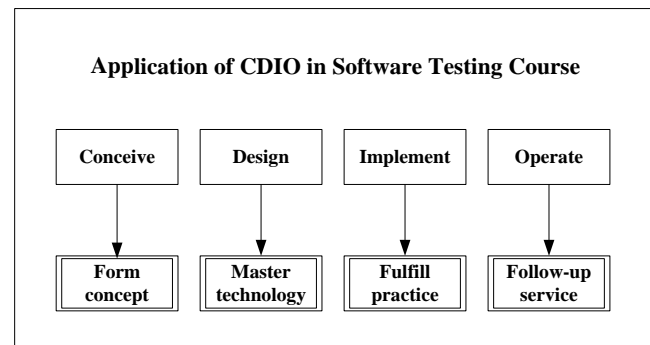 Application of CDIO in Software Testing Course
Conceive
Design
Implement
Operate
Form
concept
Master
technology
Fulfill
practice
Follow-up
service